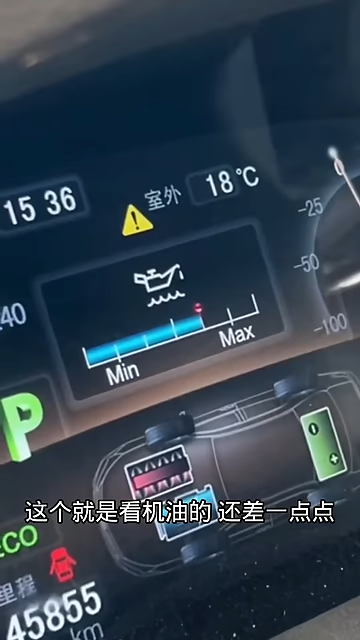 15 36
室外 18°C
-25
40
-50
Min Max
-100
P
这个就是看机油的 还差一点点
ECO
里程
45855
km